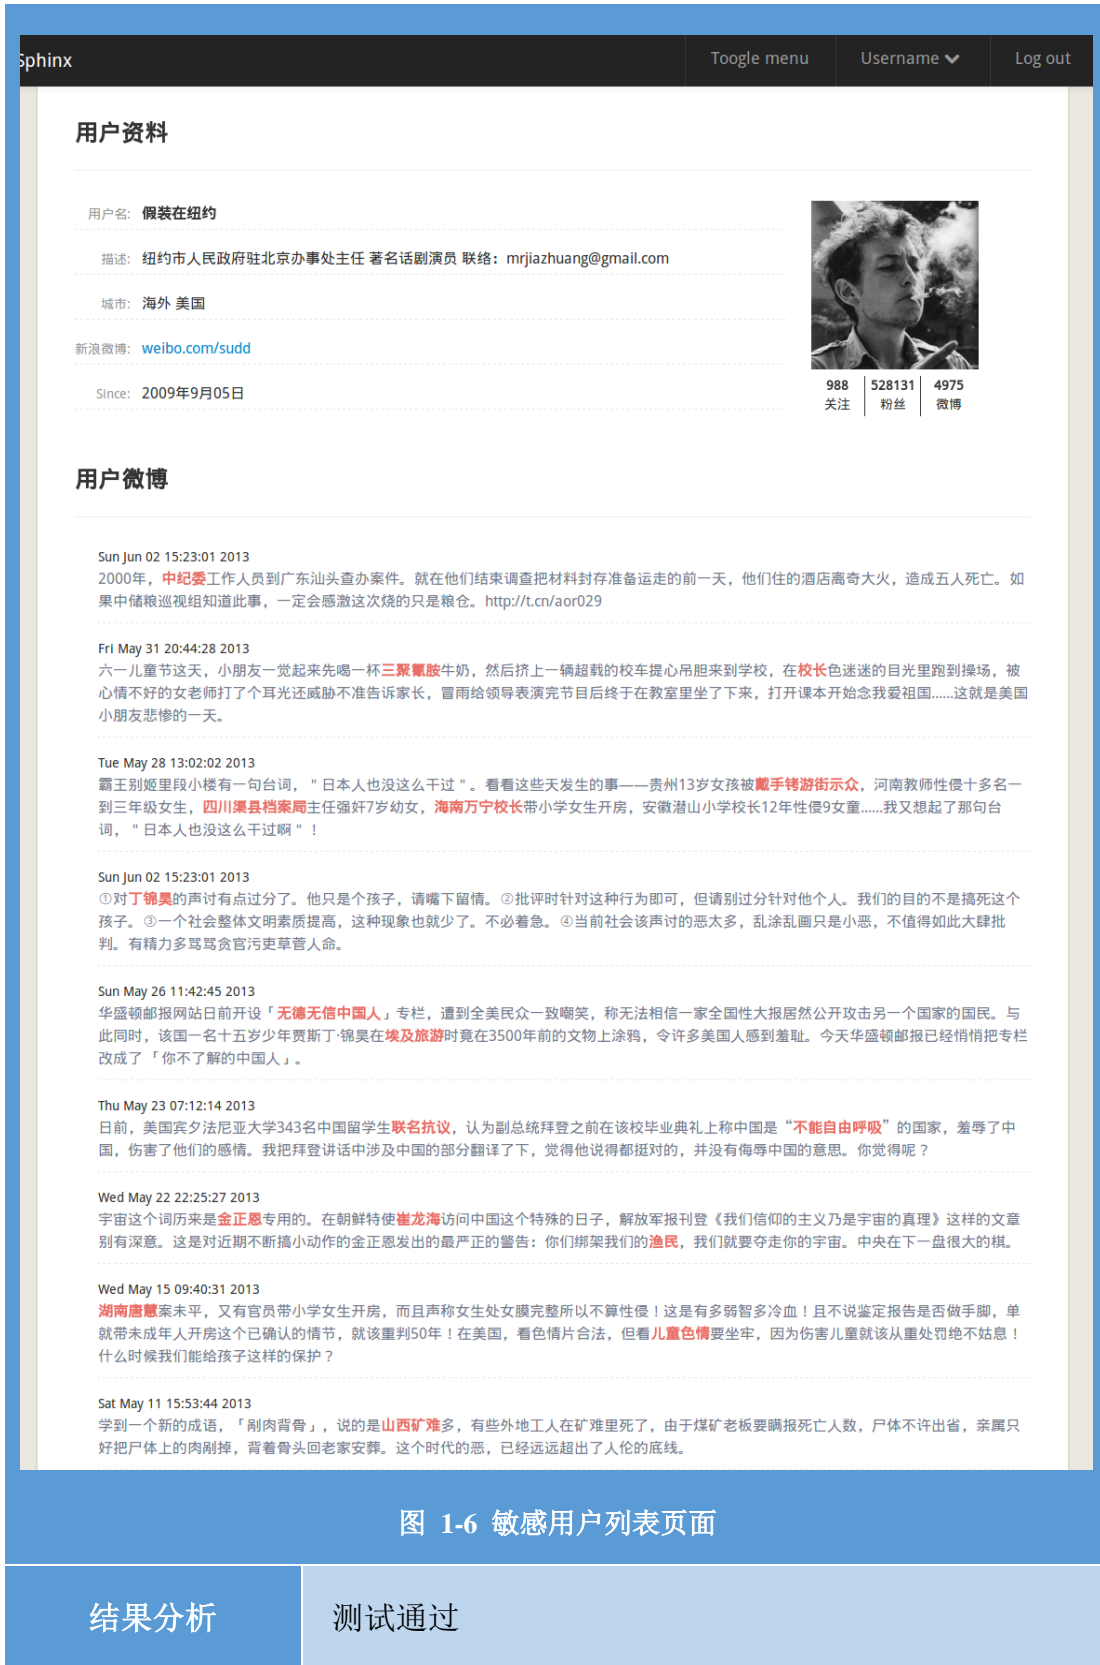 Sphinx
Toogle menu
Username
Log out
用户资料
用户名: 假装在纽约
描述: 纽约市人民政府驻北京办事处主任 著名话剧演员 联络：mrjiazhuang@gmail.com
城市: 海外 美国
新浪微博: weibo.com/sudd
Since: 2009年9月05日
988 528131 4975
关注 粉丝 微博
用户微博
Sun Jun 02 15:23:01 2013
2000年，中纪委工作人员到广东汕头查办案件。就在他们结束调查把材料封存准备运走的前一天，他们住的酒店离奇大火，造成五人死亡。如
果中储粮巡视组知道此事，一定会感激这次烧的只是粮仓。http://t.cn/aor029
Fri May 31 20:44:28 2013
六一儿童节这天，小朋友一觉起来先喝一杯三聚氰胺牛奶，然后挤上一辆超载的校车提心吊胆来到学校，在校长色迷迷的目光里跑到操场，被
心情不好的女老师打了个耳光还威胁不准告诉家长，冒雨给领导表演完节目后终于在教室里坐了下来，打开课本开始念我爱祖国......这就是美国
小朋友悲惨的一天。
Tue May 28 13:02:02 2013
霸王别姬里段小楼有一句台词，＂日本人也没这么干过＂。看看这些天发生的事——贵州13岁女孩被戴手铐游街示众，河南教师性侵十多名一
到三年级女生，四川渠县档案局主任强奸7岁幼女，海南万宁校长带小学女生开房，安徽潜山小学校长12年性侵9女童......我又想起了那句台
词，＂日本人也没这么干过啊＂！
Sun Jun 02 15:23:01 2013
①对丁锦昊的声讨有点过分了。他只是个孩子，请嘴下留情。②批评时针对这种行为即可，但请别过分针对他个人。我们的目的不是搞死这个
孩子。③一个社会整体文明素质提高，这种现象也就少了。不必着急。④当前社会该声讨的恶太多，乱涂乱画只是小恶，不值得如此大肆批
判。有精力多骂骂贪官污吏草菅人命。
Sun May 26 11:42:45 2013
华盛顿邮报网站日前开设「无德无信中国人」专栏，遭到全美民众一致嘲笑，称无法相信一家全国性大报居然公开攻击另一个国家的国民。与
此同时，该国一名十五岁少年贾斯丁·锦昊在埃及旅游时竟在3500年前的文物上涂鸦，令许多美国人感到羞耻。今天华盛顿邮报已经悄悄把专栏
改成了「你不了解的中国人」。
Thu May 23 07:12:14 2013
日前，美国宾夕法尼亚大学343名中国留学生联名抗议，认为副总统拜登之前在该校毕业典礼上称中国是“不能自由呼吸”的国家，羞辱了中
国，伤害了他们的感情。我把拜登讲话中涉及中国的部分翻译了下，觉得他说得都挺对的，并没有侮辱中国的意思。你觉得呢？
Wed May 22 22:25:27 2013
宇宙这个词历来是金正恩专用的。在朝鲜特使崔龙海访问中国这个特殊的日子，解放军报刊登《我们信仰的主义乃是宇宙的真理》这样的文章
别有深意。这是对近期不断搞小动作的金正恩发出的最严正的警告：你们绑架我们的渔民，我们就要夺走你的宇宙。中央在下一盘很大的棋。
Wed May 15 09:40:31 2013
湖南唐慧案未平，又有官员带小学女生开房，而且声称女生处女膜完整所以不算性侵！这是有多弱智多冷血！且不说鉴定报告是否做手脚，单
就带未成年人开房这个已确认的情节，就该重判50年！在美国，看色情片合法，但看儿童色情要坐牢，因为伤害儿童就该从重处罚绝不姑息！
什么时候我们能给孩子这样的保护？
Sat May 11 15:53:44 2013
学到一个新的成语，「剐肉背骨」，说的是山西矿难多，有些外地工人在矿难里死了，由于煤矿老板要瞒报死亡人数，尸体不许出省，亲属只
好把尸体上的肉剐掉，背着骨头回老家安葬。这个时代的恶，已经远远超出了人伦的底线。
图 1-6 敏感用户列表页面
结果分析 测试通过